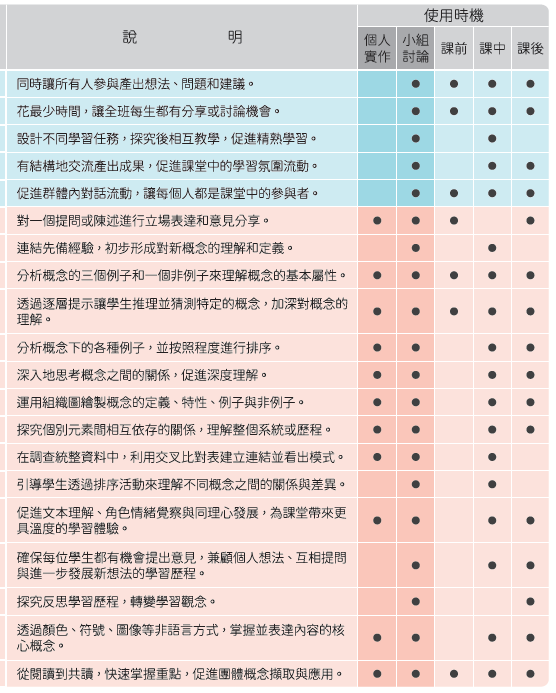 說明
使用時機
個人實作
小組討論
課前
課中
課後
同時讓所有人參與產出想法、問題和建議。
花最少時間，讓全班每生都有分享或討論機會。
設計不同學習任務，探究後相互教學，促進精熟學習。
有結構地交流產出成果，促進課堂中的學習氛圍流動。
促進群體內對話流動，讓每個人都是課堂中的參與者。
對一個提問或陳述進行立場表達和意見分享。
連結先備經驗，初步形成對新概念的理解和定義。
分析概念的三個例子和一個非例子來理解概念的基本屬性。
透過逐層提示讓學生推理並猜測特定的概念，加深對概念的
理解。
分析概念下的各種例子，並按照程度進行排序。
深入地思考概念之間的關係，促進深度理解。
運用組織圖繪製概念的定義、特性、例子與非例子。
探究個別元素間相互依存的關係，理解整個系統或歷程。
在調查統整資料中，利用交叉比對表建立連結並看出模式。
引導學生透過排序活動來理解不同概念之間的關係與差異。
促進文本理解、角色情緒覺察與同理心發展，為課堂帶來更
具溫度的學習體驗。
確保每位學生都有機會提出意見，兼顧個人想法、互相提問
與進一步發展新想法的學習歷程。
探究反思學習歷程，轉變學習觀念。
透過顏色、符號、圖像等非語言方式，掌握並表達內容的核
心概念。
從閱讀到共讀，快速掌握重點，促進團體概念擷取與應用。